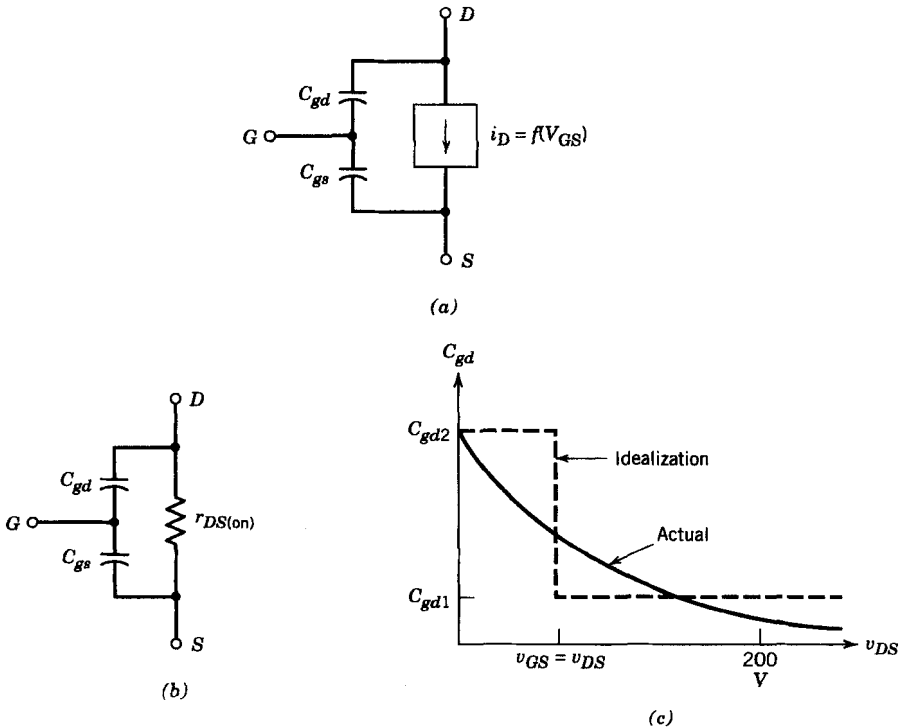 D
C_gd
G
i_D = f(V_GS)
C_gs
S
(a)
D
C_gd
G
r_DS(on)
C_gs
S
(b)
C_gd
C_gd2
Idealization
Actual
C_gd1
v_GS = v_DS
200
V
v_DS
(c)